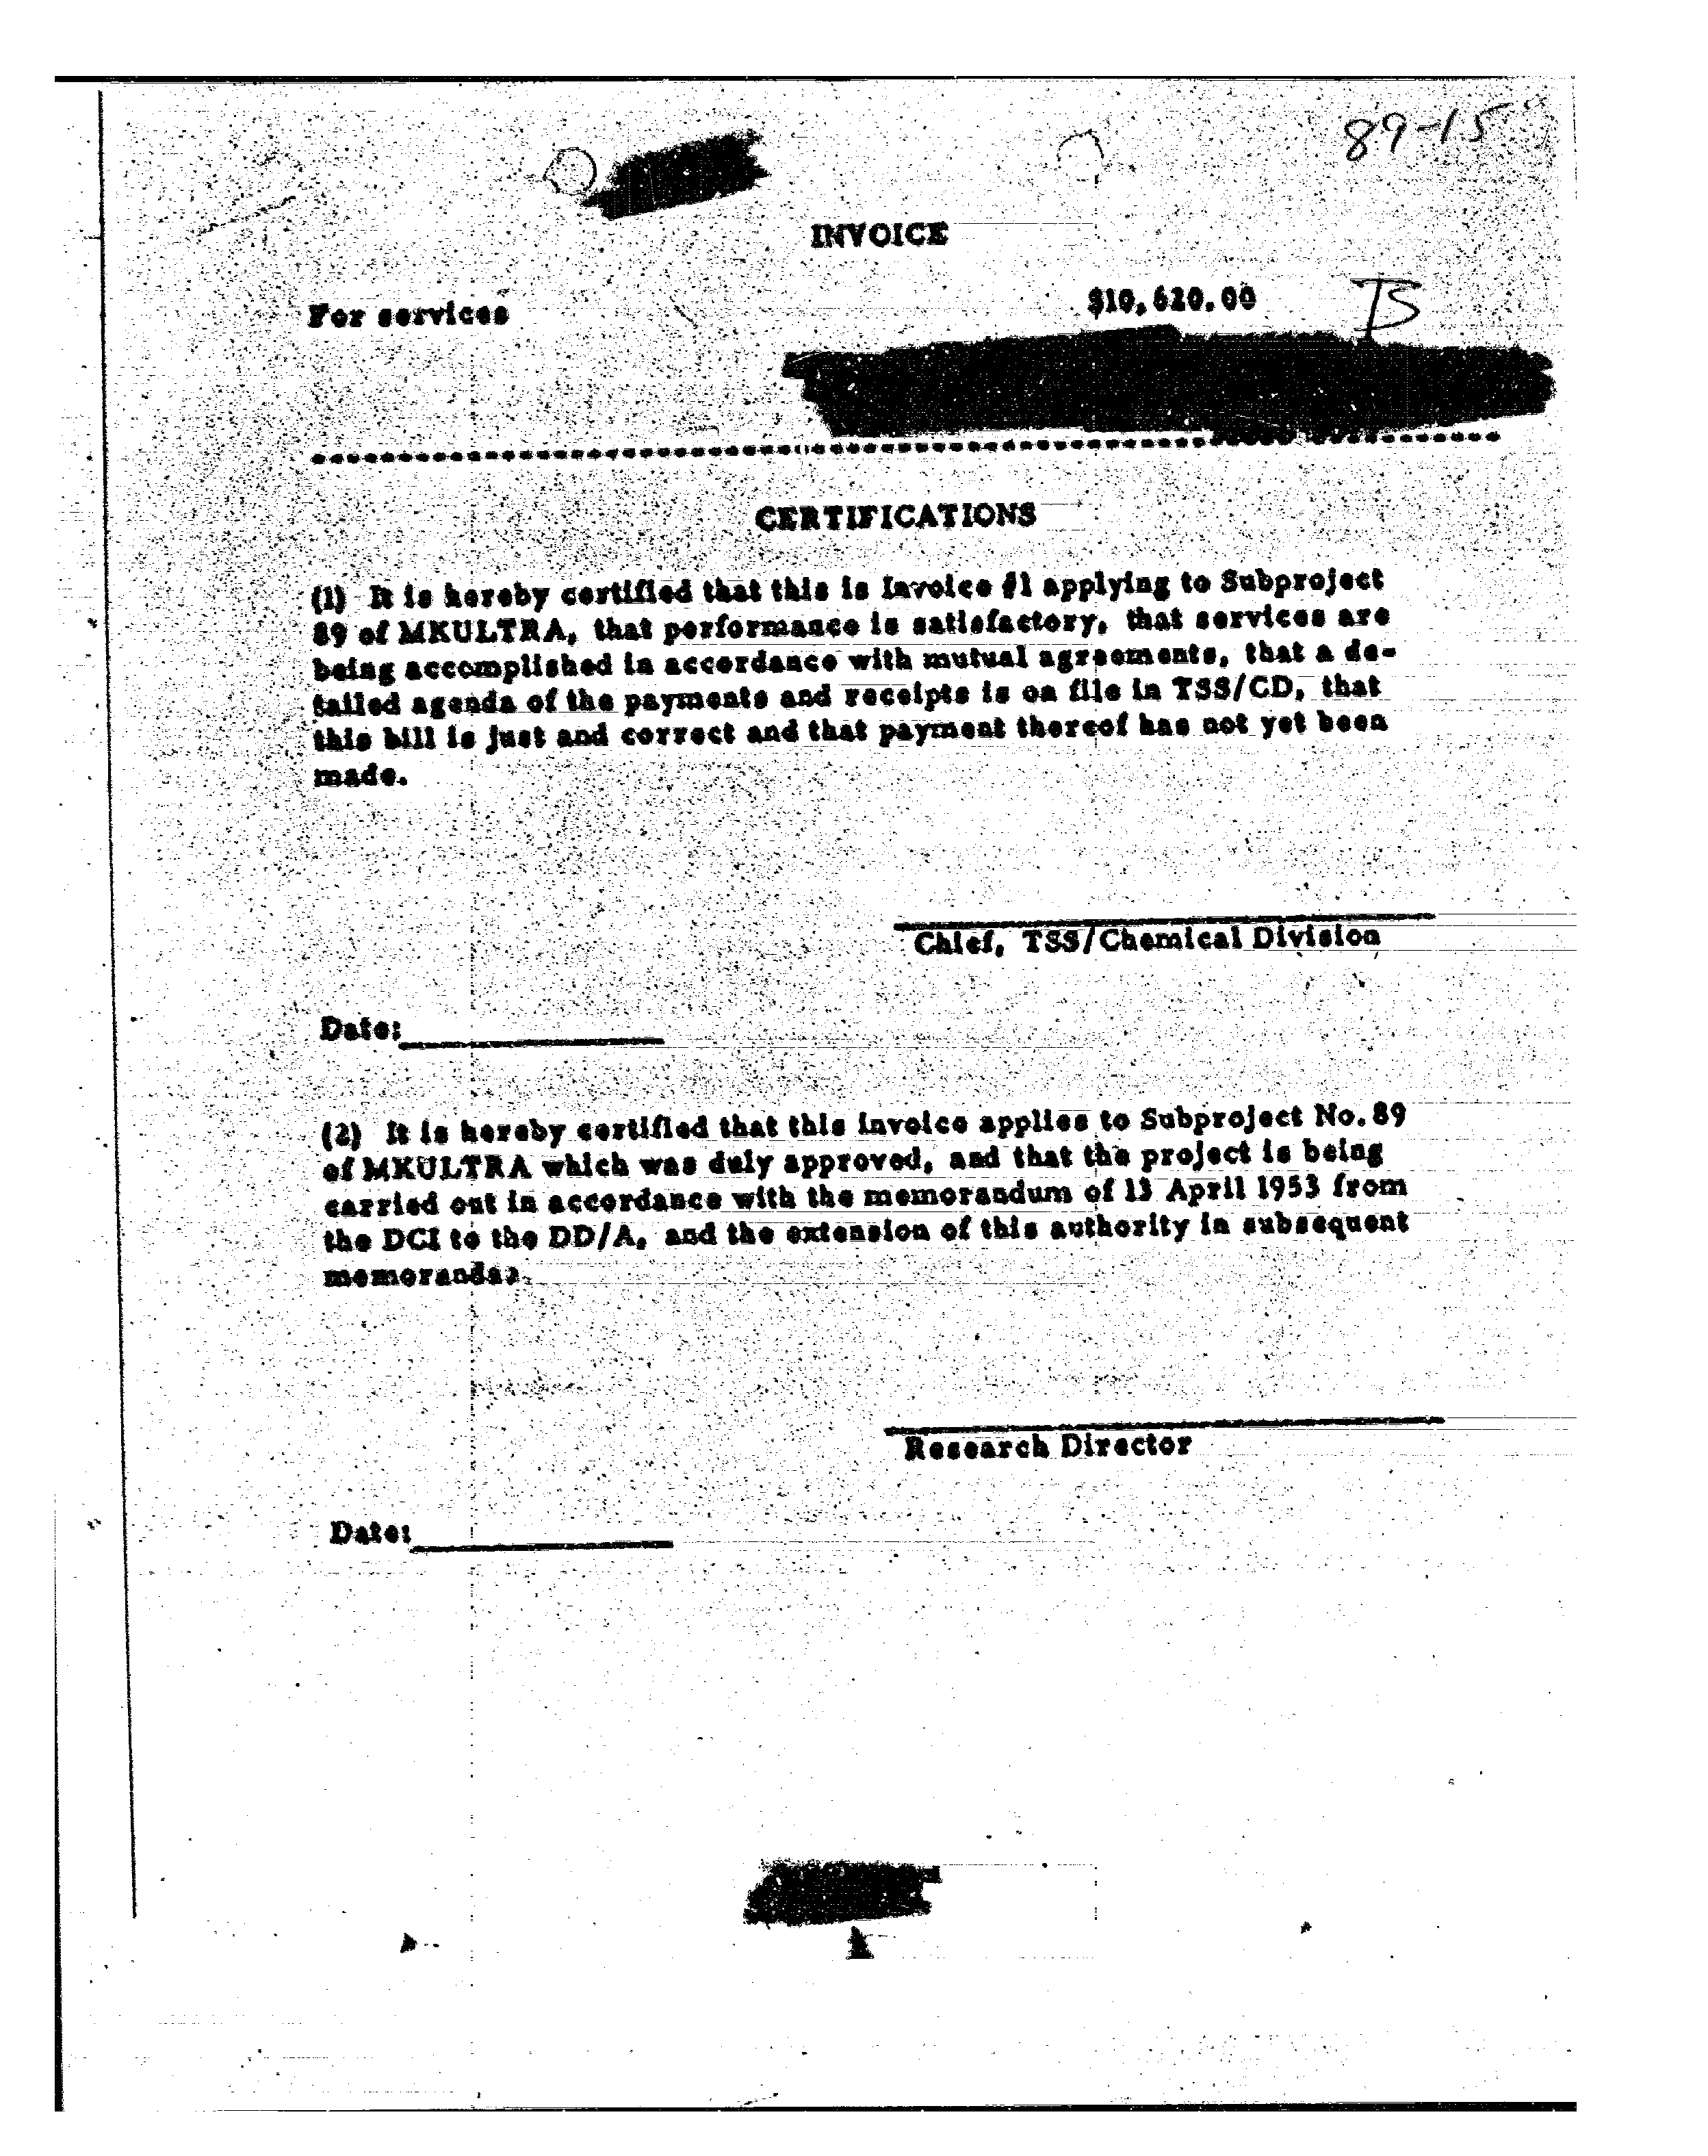 89-15
INVOICE
For services $10,620.00 B
CERTIFICATIONS
(1) It is hereby certified that this is Invoice #1 applying to Subproject
89 of MKULTRA, that performance is satisfactory, that services are
being accomplished in accordance with mutual agreements, that a de-
tailed agenda of the payments and receipts is on file in TSS/CD, that
this bill is just and correct and that payment thereof has not yet been
made.
Chief, TSS/Chemical Division
Date:
(2) It is hereby certified that this invoice applies to Subproject No. 89
of MKULTRA which was duly approved, and that the project is being
carried out in accordance with the memorandum of 13 April 1953 from
the DCI to the DD/A, and the extension of this authority in subsequent
memoranda.
Research Director
Date: